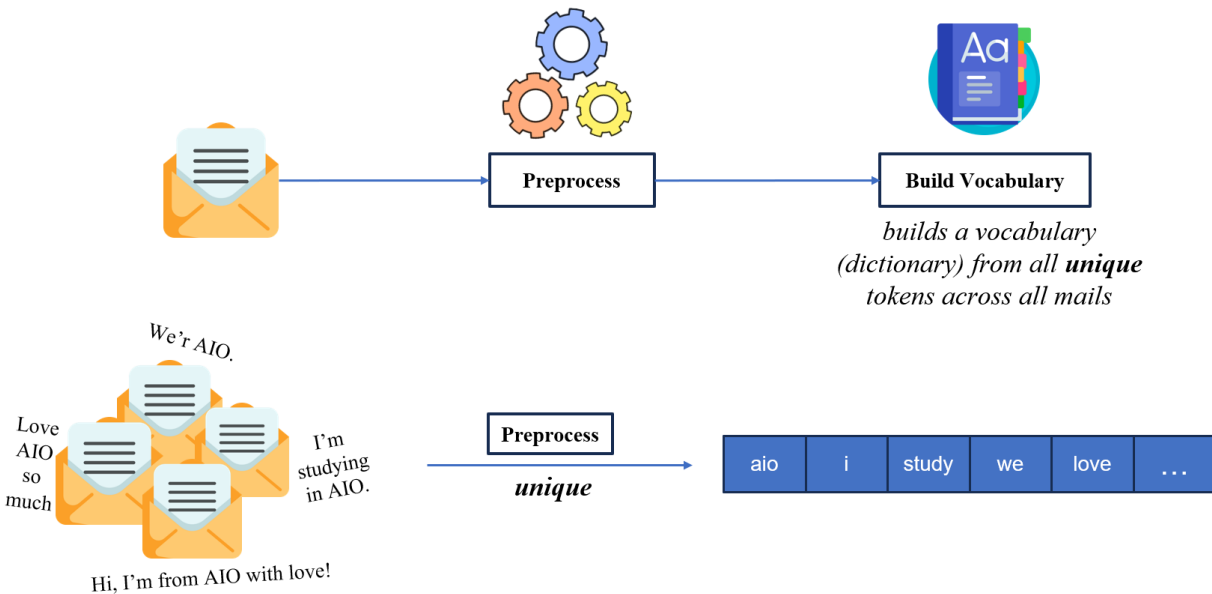 Aa
Preprocess
Build Vocabulary
builds a vocabulary
(dictionary) from all unique
tokens across all mails
We'r AIO.
Love
AIO
so
much
I'm
studying
in AIO.
Hi, I'm from AIO with love!
Preprocess
unique
aio i study we love ...